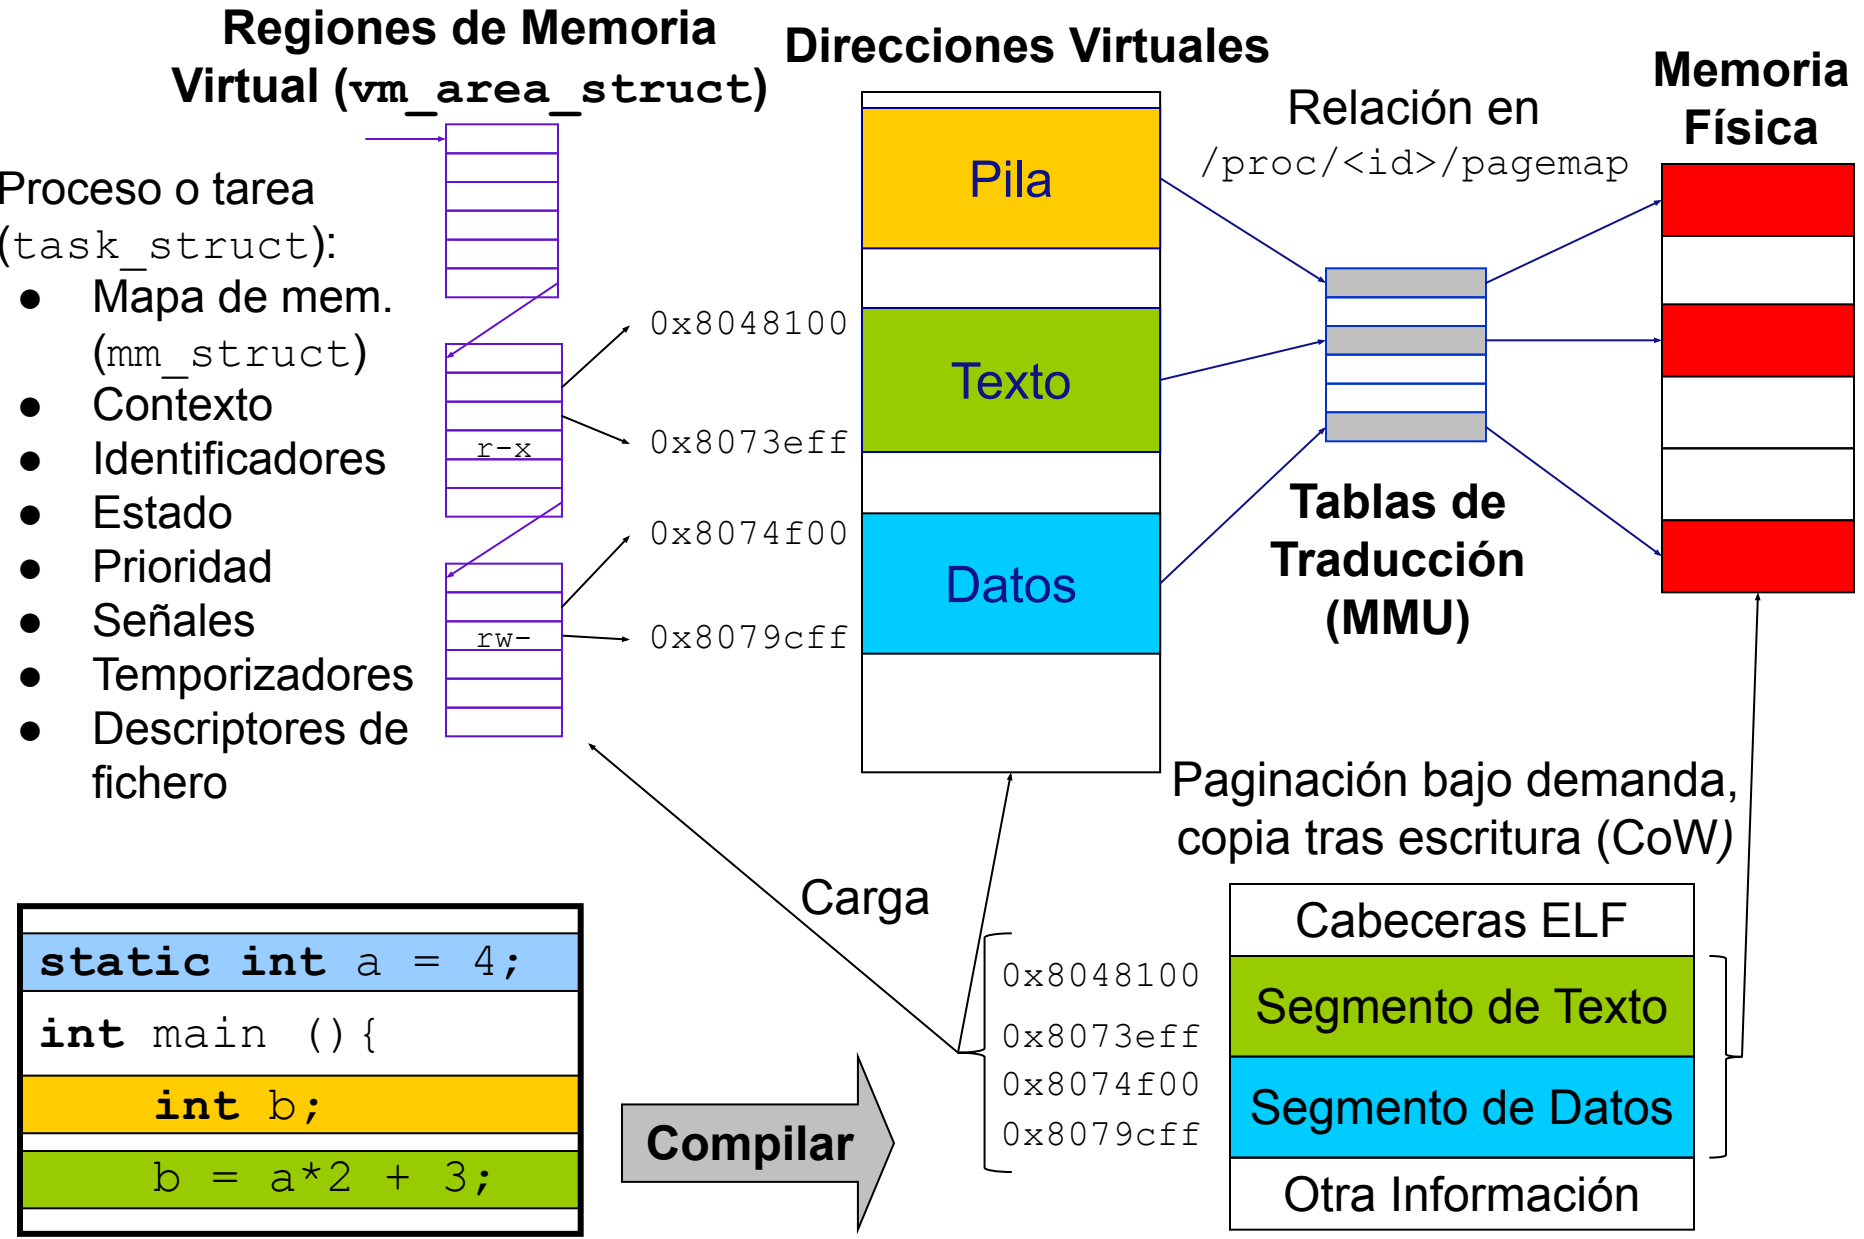 Regiones de Memoria
Virtual (vm_area_struct)
Direcciones Virtuales
Memoria
Física
Relación en
/proc/<id>/pagemap
Proceso o tarea
(task_struct):
● Mapa de mem.
(mm_struct)
● Contexto
● Identificadores
● Estado
● Prioridad
● Señales
● Temporizadores
● Descriptores de
fichero
r-x
rw-
0x8048100
0x8073eff
0x8074f00
0x8079cff
Pila
Texto
Datos
Tablas de
Traducción
(MMU)
Paginación bajo demanda,
copia tras escritura (CoW)
Carga
static int a = 4;
int main (){
int b;
b = a*2 + 3;
Compilar
0x8048100
0x8073eff
0x8074f00
0x8079cff
Cabeceras ELF
Segmento de Texto
Segmento de Datos
Otra Información